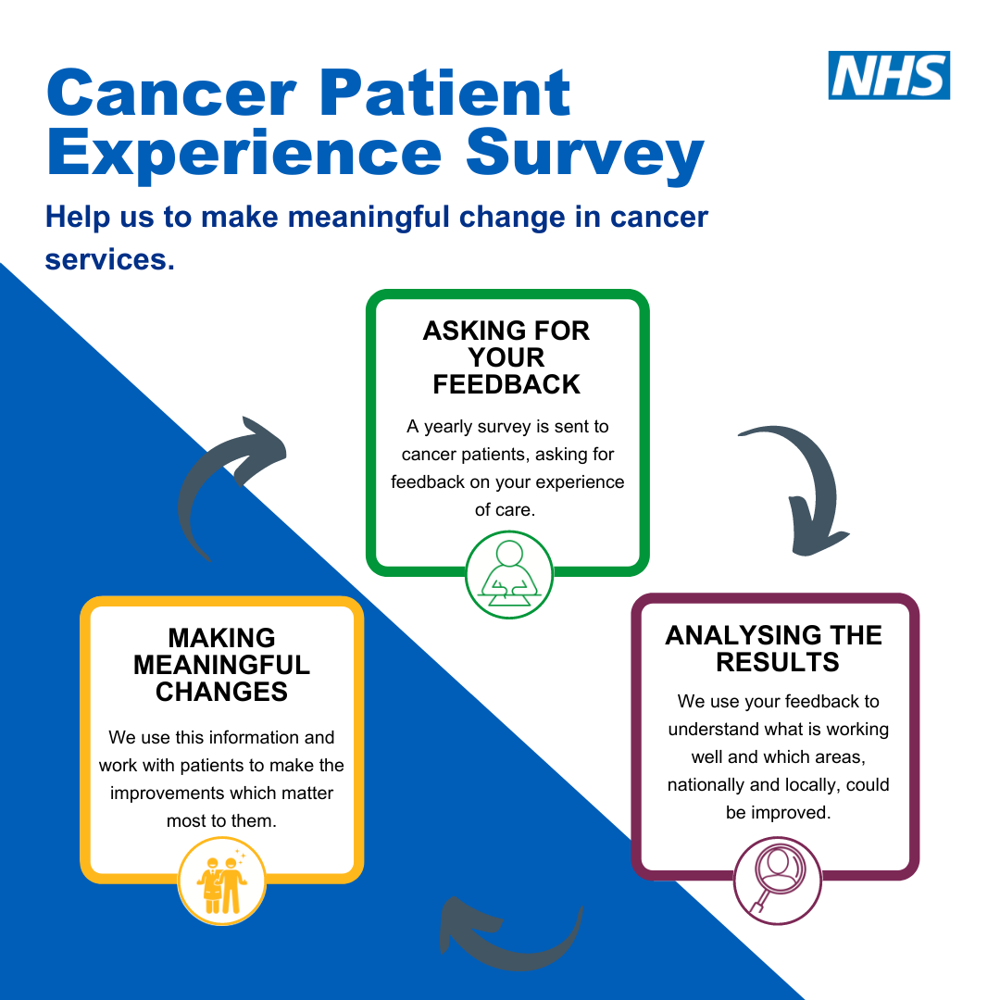 NHS
Cancer Patient
Experience Survey
Help us to make meaningful change in cancer
services.
ASKING FOR
YOUR
FEEDBACK
A yearly survey is sent to
cancer patients, asking for
feedback on your experience
of care.
ANALYSING THE
RESULTS
We use your feedback to
understand what is working
well and which areas,
nationally and locally, could
be improved.
MAKING
MEANINGFUL
CHANGES
We use this information and
work with patients to make the
improvements which matter
most to them.